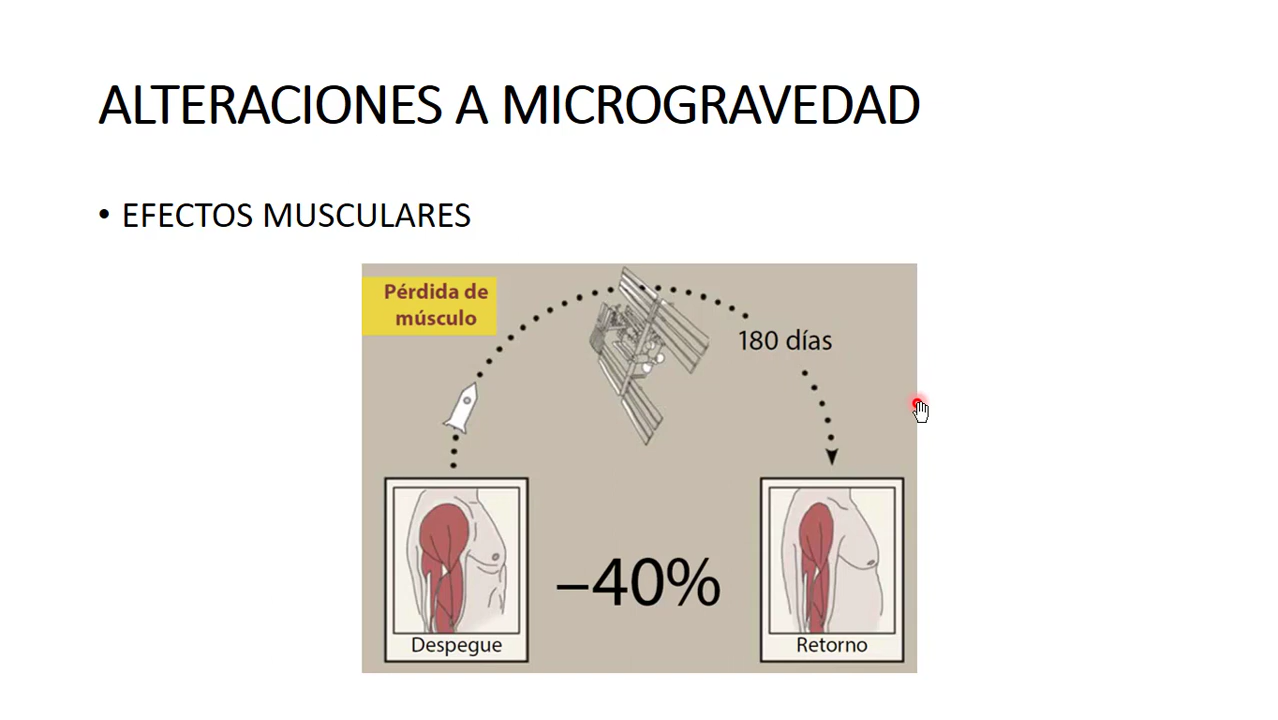 ALTERACIONES A MICROGRAVEDAD
• EFECTOS MUSCULARES
Pérdida de
músculo
180 días
–40%
Despegue
Retorno